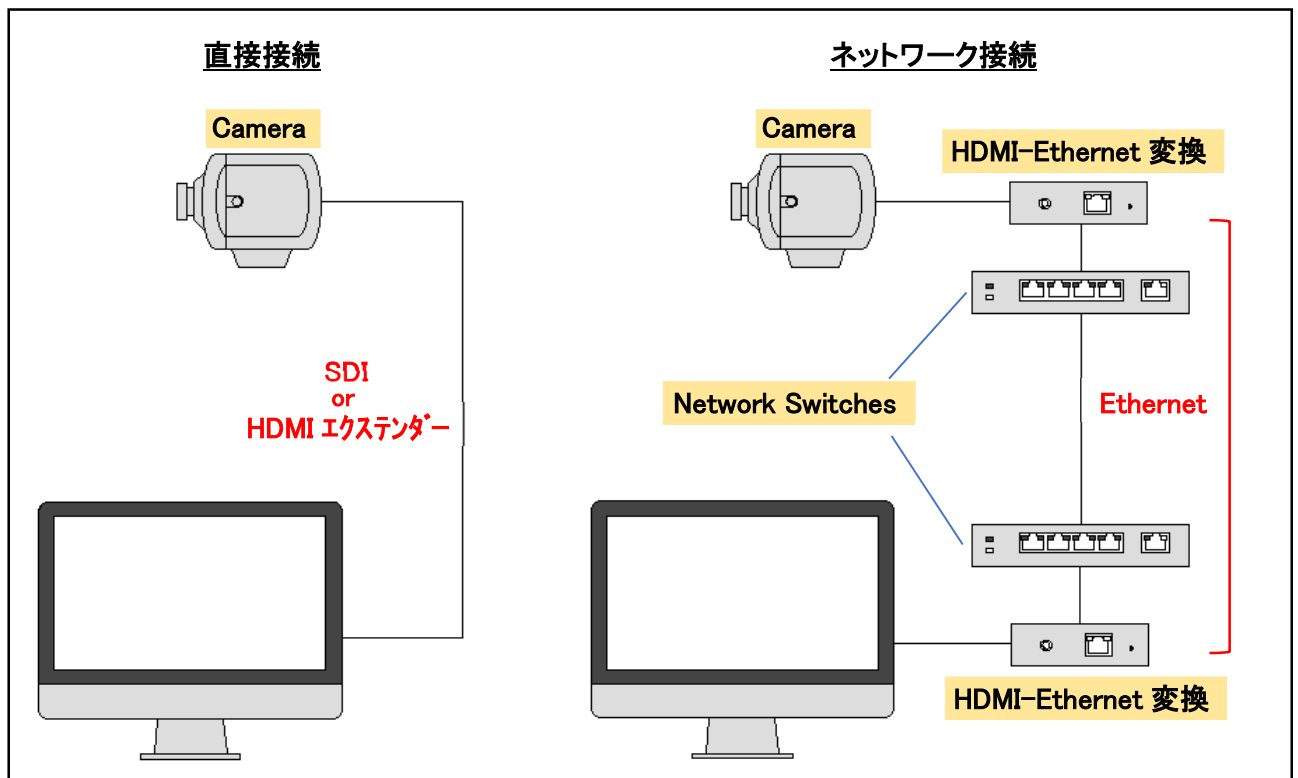 直接接続
Camera
SDI
or
HDMI エクステンダー
ネットワーク接続
Camera
HDMI-Ethernet 変換
Network Switches
Ethernet
HDMI-Ethernet 変換